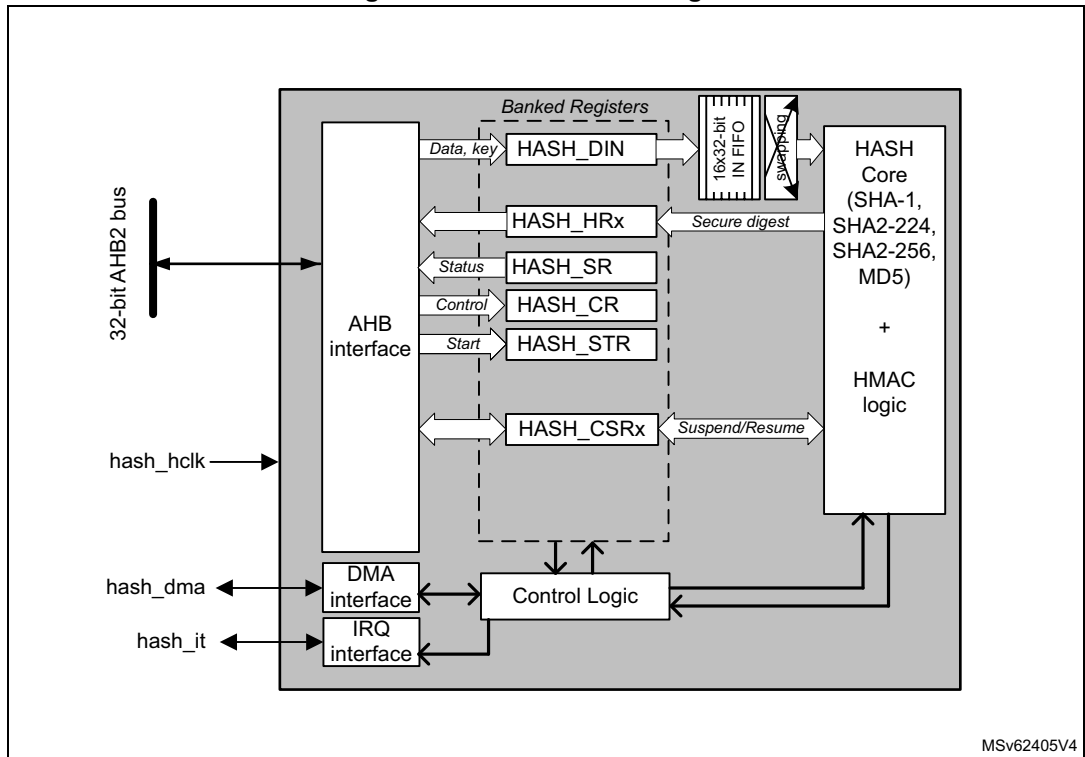 Banked Registers
Data, key
HASH_DIN
16x32-bit
IN FIFO
swapping
HASH
Core
(SHA-1,
SHA2-224,
SHA2-256,
MD5)
+
HMAC
logic
HASH_HRx
Secure digest
Status
HASH_SR
Control
HASH_CR
Start
HASH_STR
HASH_CSRx
Suspend/Resume
32-bit AHB2 bus
AHB
interface
hash_hclk
hash_dma
DMA
interface
Control Logic
hash_it
IRQ
interface
MSv62405V4